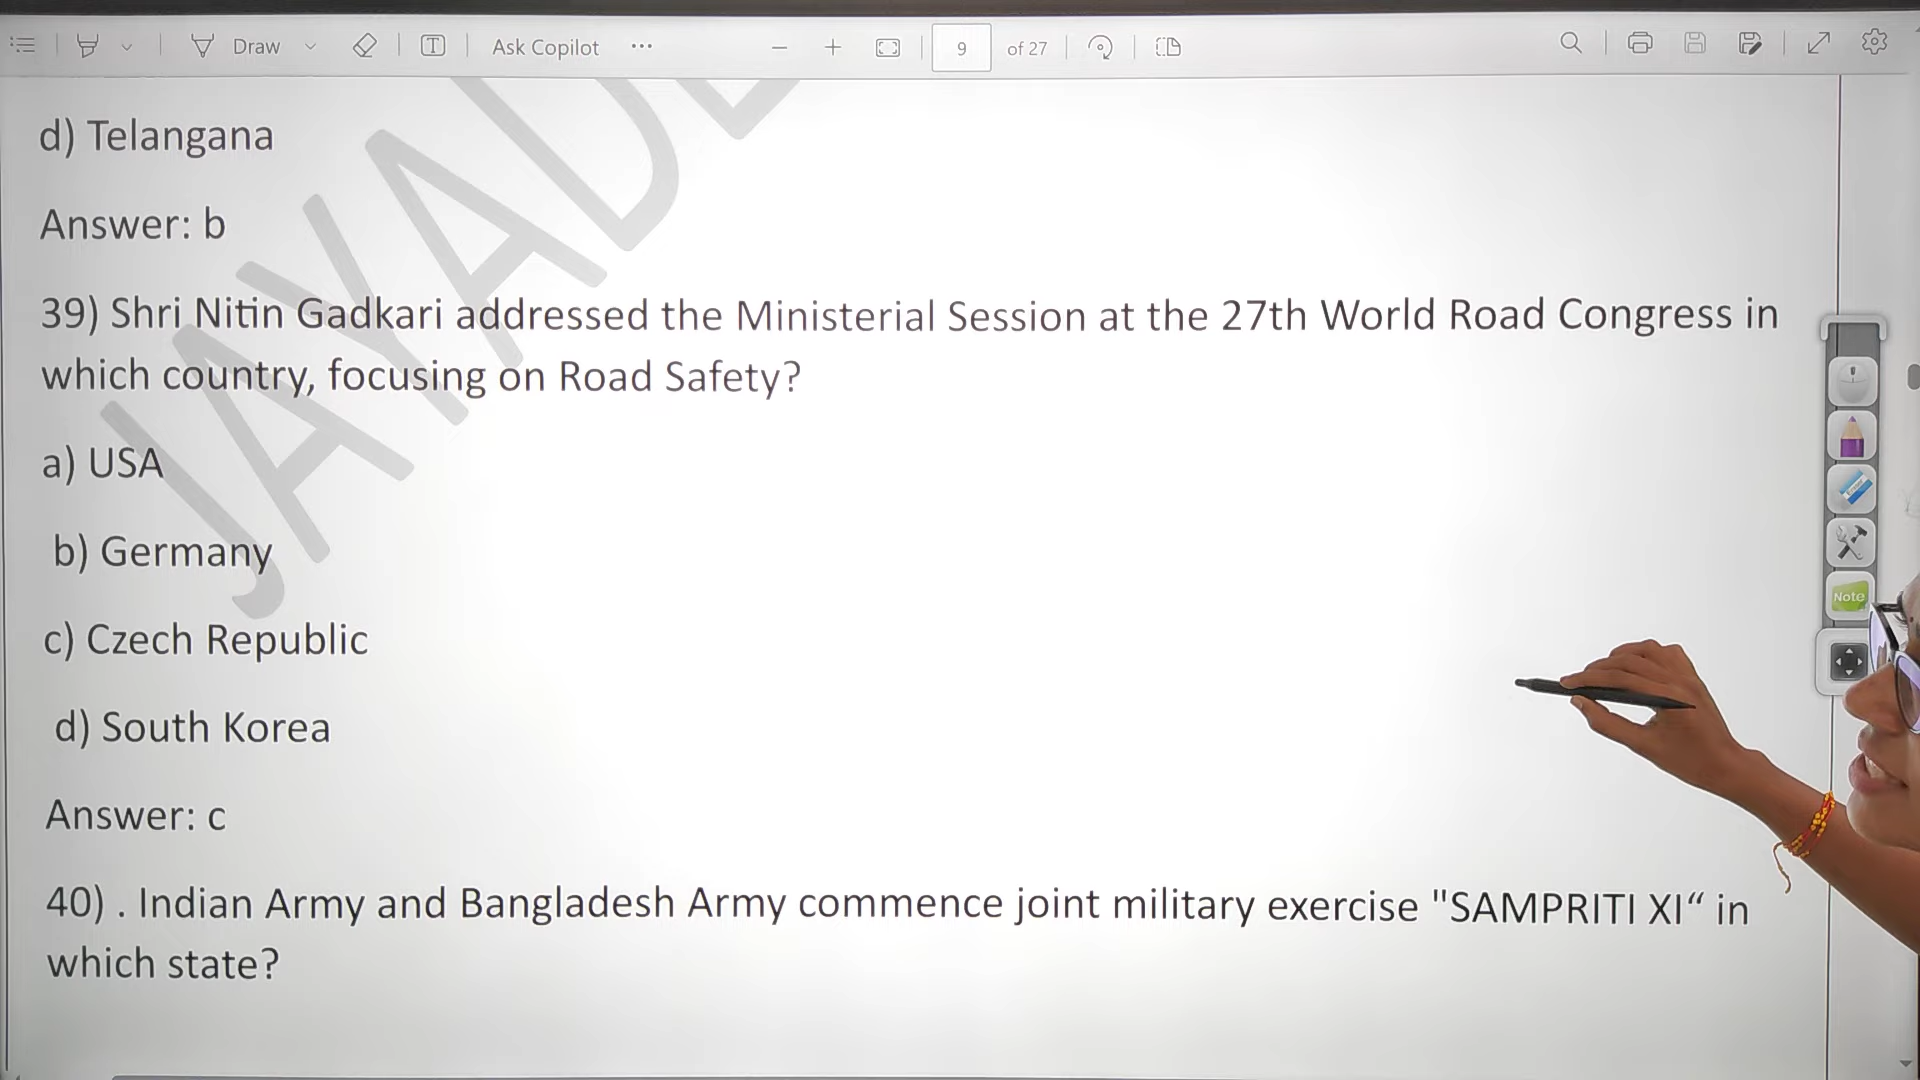 Draw
Ask Copilot
9
of 27
d) Telangana
Answer: b
39) Shri Nitin Gadkari addressed the Ministerial Session at the 27th World Road Congress in
which country, focusing on Road Safety?
a) USA
b) Germany
c) Czech Republic
d) South Korea
Answer: c
40) . Indian Army and Bangladesh Army commence joint military exercise "SAMPRITI XI“ in
which state?
Note